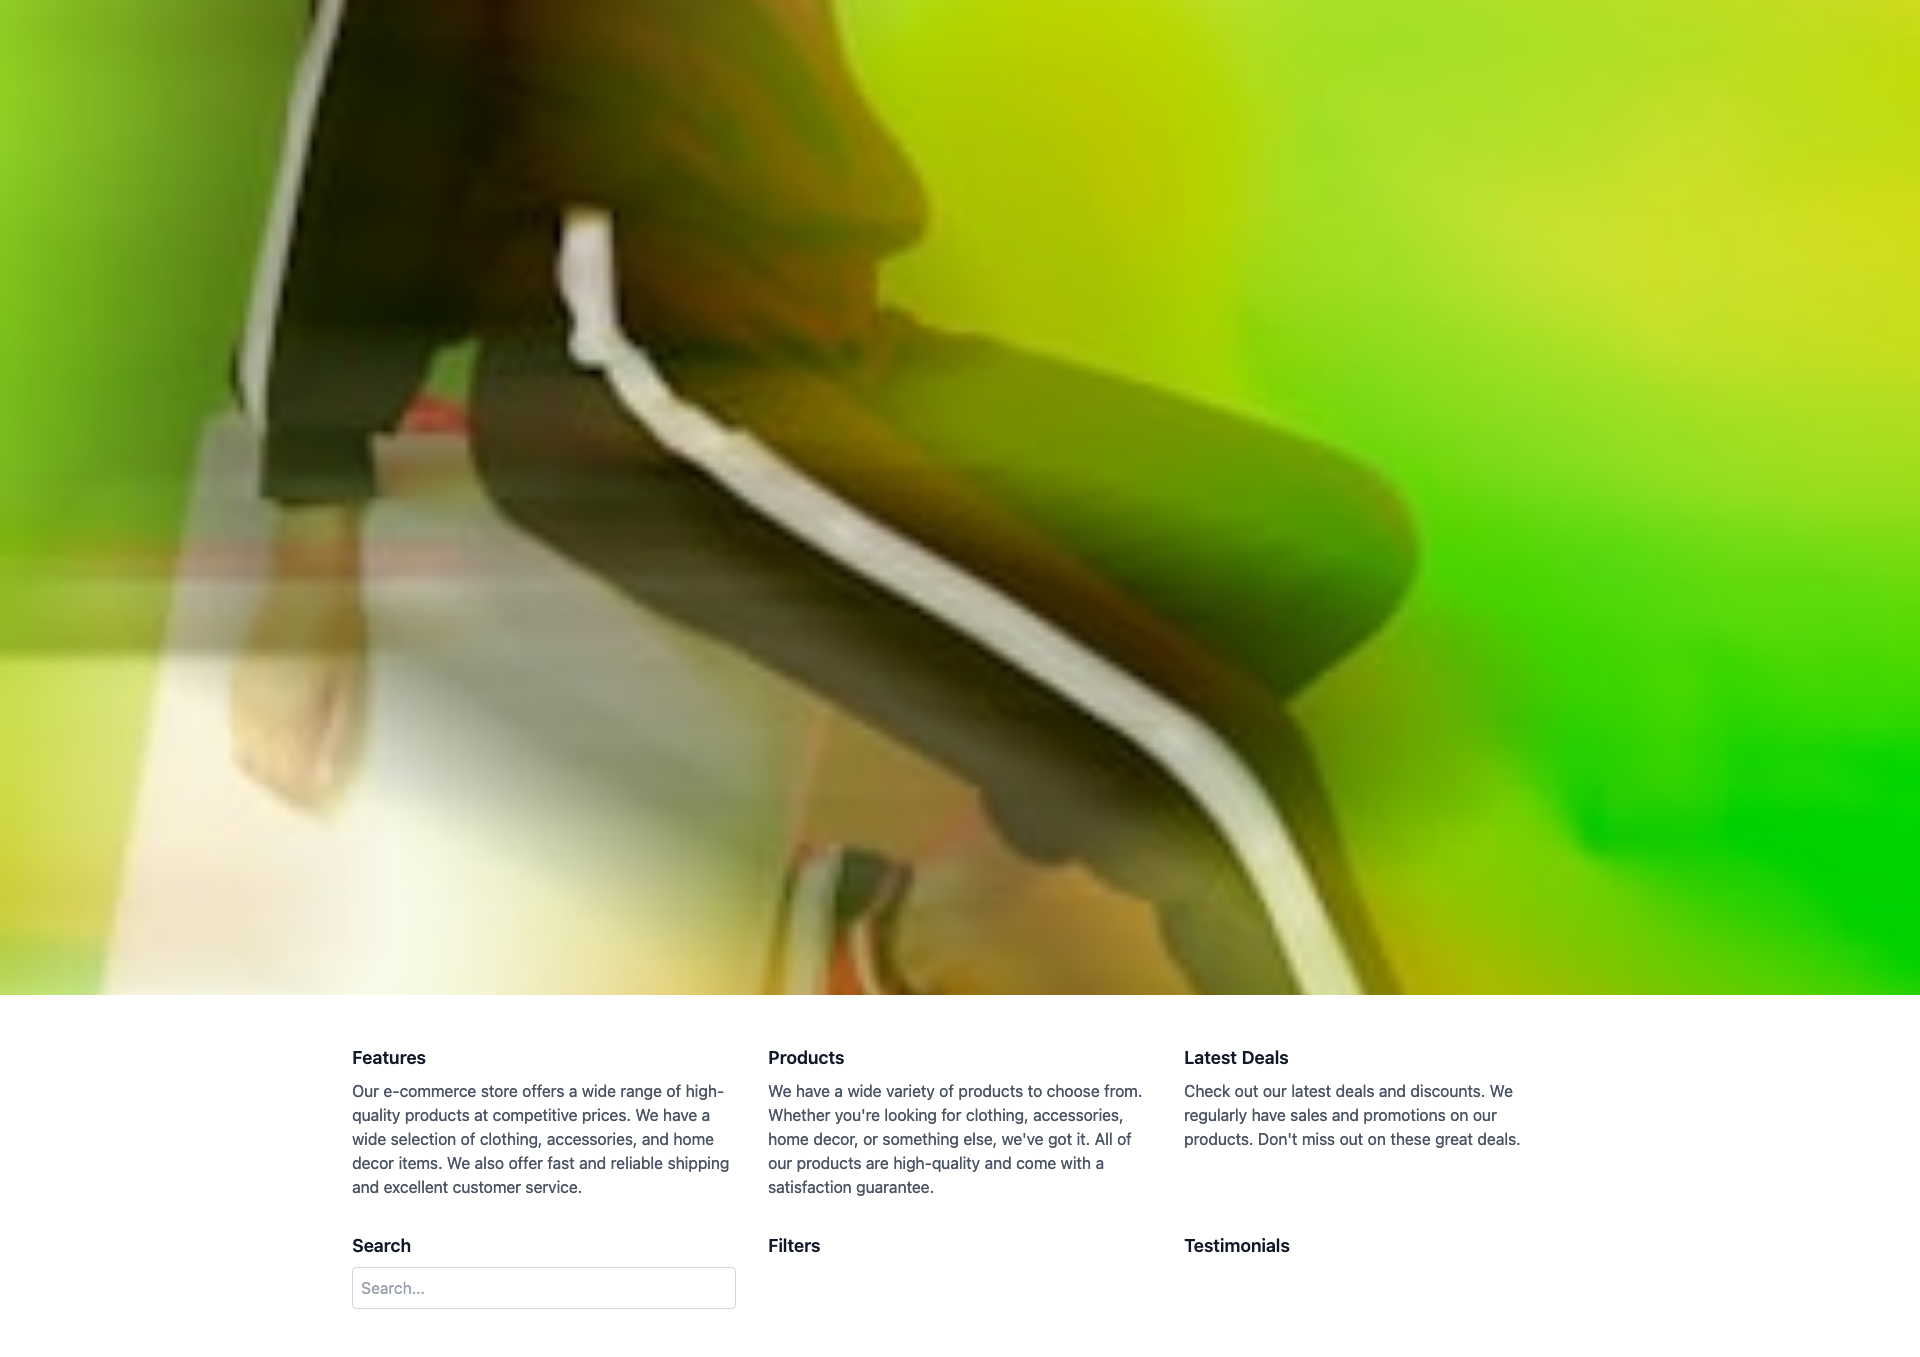 Features
Our e-commerce store offers a wide range of high-
quality products at competitive prices. We have a
wide selection of clothing, accessories, and home
decor items. We also offer fast and reliable shipping
and excellent customer service.
Products
We have a wide variety of products to choose from.
Whether you're looking for clothing, accessories,
home decor, or something else, we've got it. All of
our products are high-quality and come with a
satisfaction guarantee.
Latest Deals
Check out our latest deals and discounts. We
regularly have sales and promotions on our
products. Don't miss out on these great deals.
Search
Search...
Filters
Testimonials